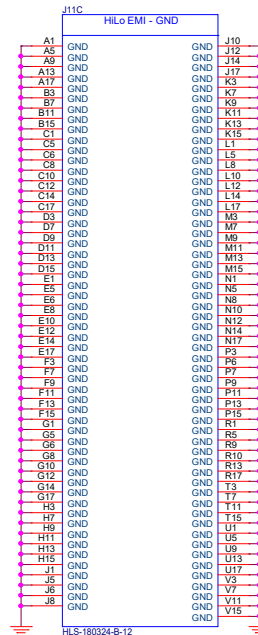 J11C
HiLo EMI - GND
A1 GND GND J10
A5 GND GND J12
A9 GND GND J14
A13 GND GND J17
A17 GND GND K3
B3 GND GND K7
B7 GND GND K9
B11 GND GND K11
B15 GND GND K13
C1 GND GND K15
C5 GND GND L1
C6 GND GND L5
C8 GND GND L8
C10 GND GND L10
C12 GND GND L12
C14 GND GND L14
C17 GND GND L17
D3 GND GND M3
D7 GND GND M7
D9 GND GND M9
D11 GND GND M11
D13 GND GND M13
D15 GND GND M15
E1 GND GND N1
E5 GND GND N5
E6 GND GND N8
E8 GND GND N10
E10 GND GND N12
E12 GND GND N14
E14 GND GND N17
E17 GND GND P3
F3 GND GND P6
F7 GND GND P7
F9 GND GND P9
F11 GND GND P11
F13 GND GND P13
F15 GND GND P15
G1 GND GND R1
G5 GND GND R5
G6 GND GND R9
G8 GND GND R10
G10 GND GND R13
G12 GND GND R17
G14 GND GND T3
G17 GND GND T7
H3 GND GND T11
H7 GND GND T15
H9 GND GND U1
H11 GND GND U5
H13 GND GND U9
H15 GND GND U13
J1 GND GND U17
J5 GND GND V3
J6 GND GND V7
J8 GND GND V11
GND V15
HLS-180324-B-12